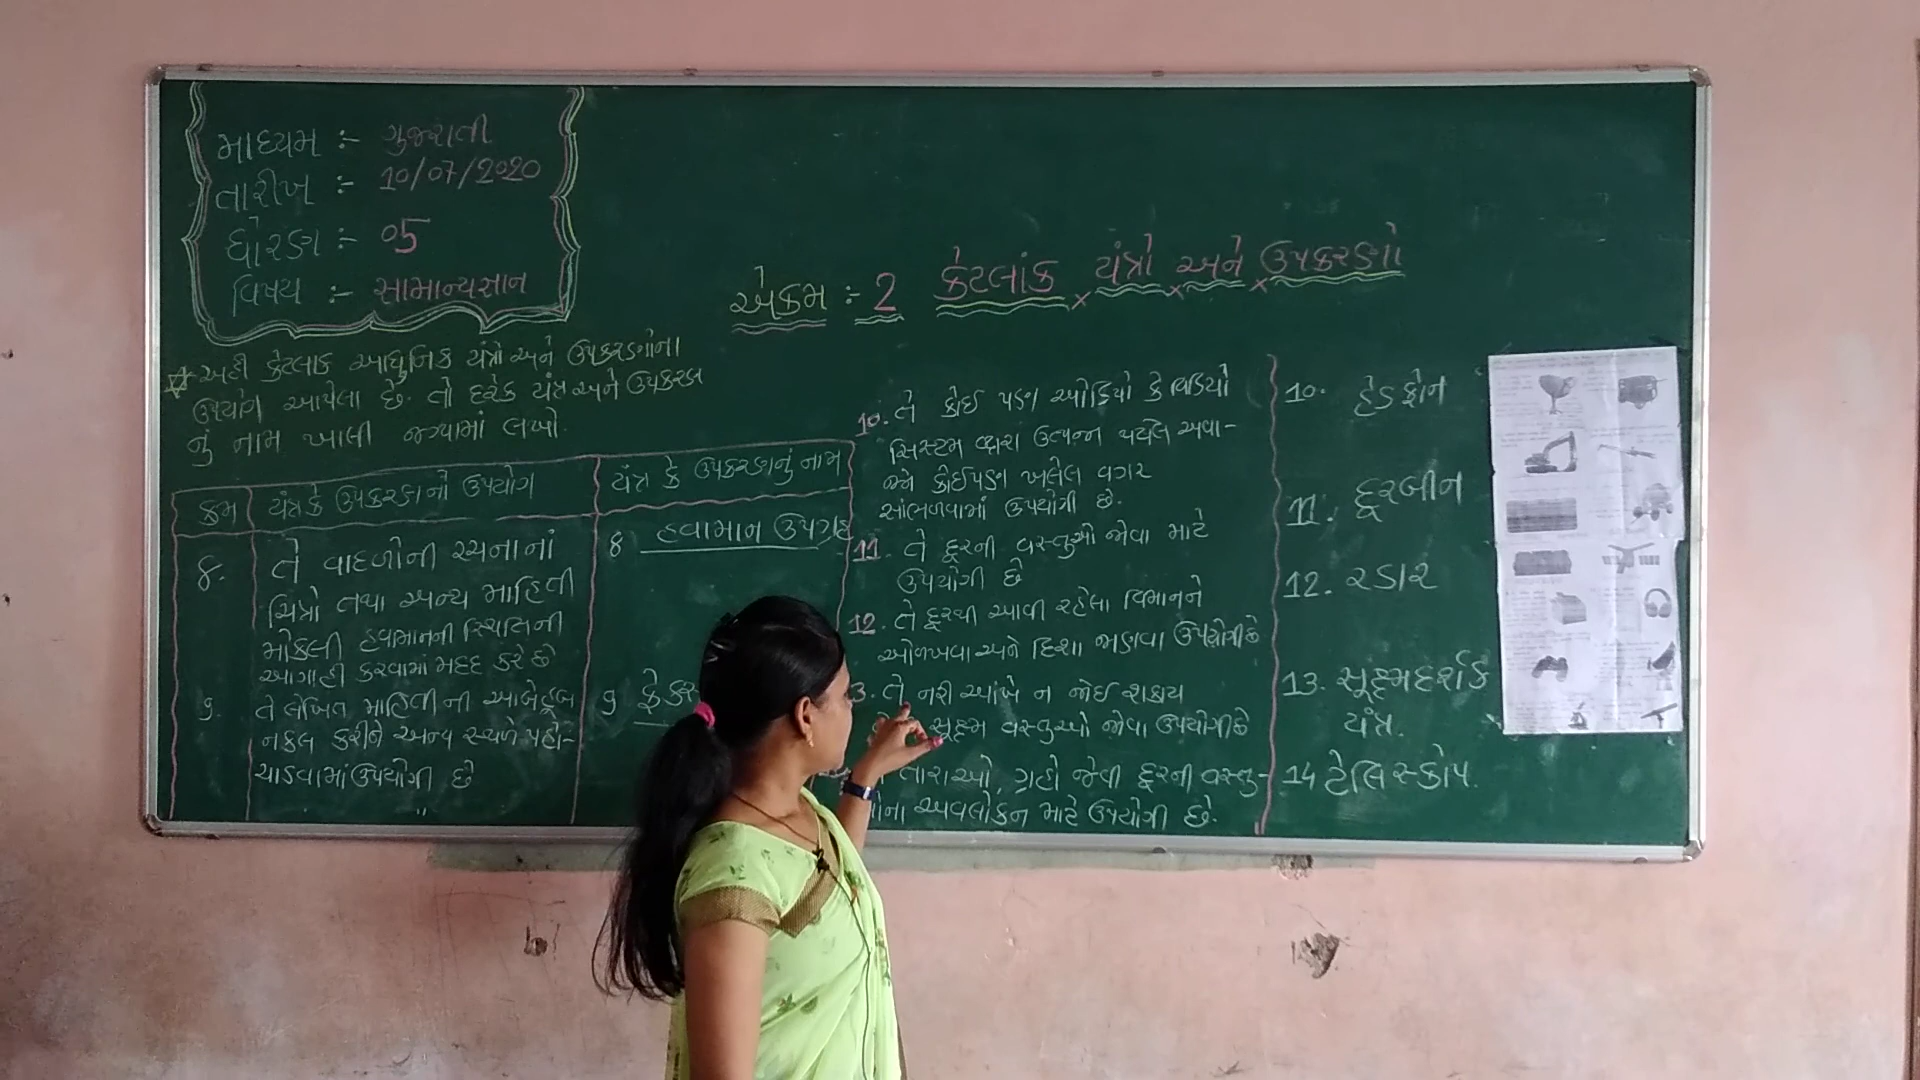 માધ્યમ :- ગુજરાતી
તારીખ :- 10/07/2020
ધોરણ :- 05
વિષય :- સામાન્યજ્ઞાન
એકમ :- 2 કેટલાંક યંત્રો અને ઉપકરણો
અહીં કેટલાક આધુનિક યંત્રો અને ઉપકરણોના
ઉપયોગ આપેલા છે. તો દરેક યંત્ર અને ઉપકરણ
નું નામ ખાલી જગ્યામાં લખો.
ક્રમ યંત્ર કે ઉપકરણનો ઉપયોગ યંત્ર કે ઉપકરણનું નામ
8. તે વાદળોની રચનાનાં
ચિત્રો તથા અન્ય માહિતી
મોકલી હવામાનની સ્થિતિની
આગાહી કરવામાં મદદ કરે છે
8 હવામાન ઉપગ્રહ
9. તે લેખિત માહિતીની આબેહૂબ
નકલ કરીને અન્ય સ્થળે પહોં-
ચાડવામાં ઉપયોગી છે
9 ફેક્સ
10. તે કોઈ પણ ઓડિયો કે વિડિયો
સિસ્ટમ દ્વારા ઉત્પન્ન થયેલ અવા-
જને કોઈપણ ખલેલ વગર
સાંભળવામાં ઉપયોગી છે.
11. તે દૂરની વસ્તુઓ જોવા માટે
ઉપયોગી છે
12. તે દૂરથી આવી રહેલા વિમાનને
ઓળખવા અને દિશા જાણવા ઉપયોગી છે
3. તે નરી આંખે ન જોઈ શકાય
સૂક્ષ્મ વસ્તુઓ જોવા ઉપયોગી છે
તારાઓ, ગ્રહો જેવી દૂરની વસ્તુ-
ઓના અવલોકન માટે ઉપયોગી છે.
10. હેડફોન
11. દૂરબીન
12. રડાર
13. સૂક્ષ્મદર્શક
યંત્ર.
14 ટેલિસ્કોપ.